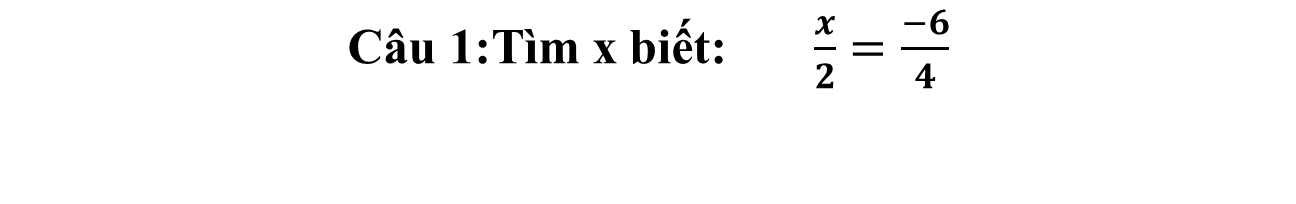 Câu 1:Tìm x biết: x/2 = -6/4